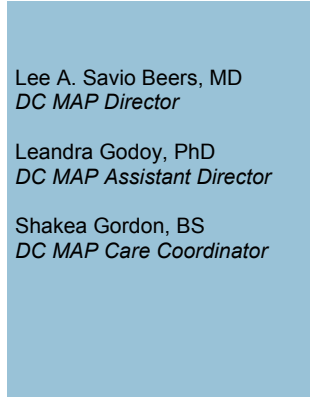 Lee A. Savio Beers, MD
DC MAP Director
Leandra Godoy, PhD
DC MAP Assistant Director
Shakea Gordon, BS
DC MAP Care Coordinator